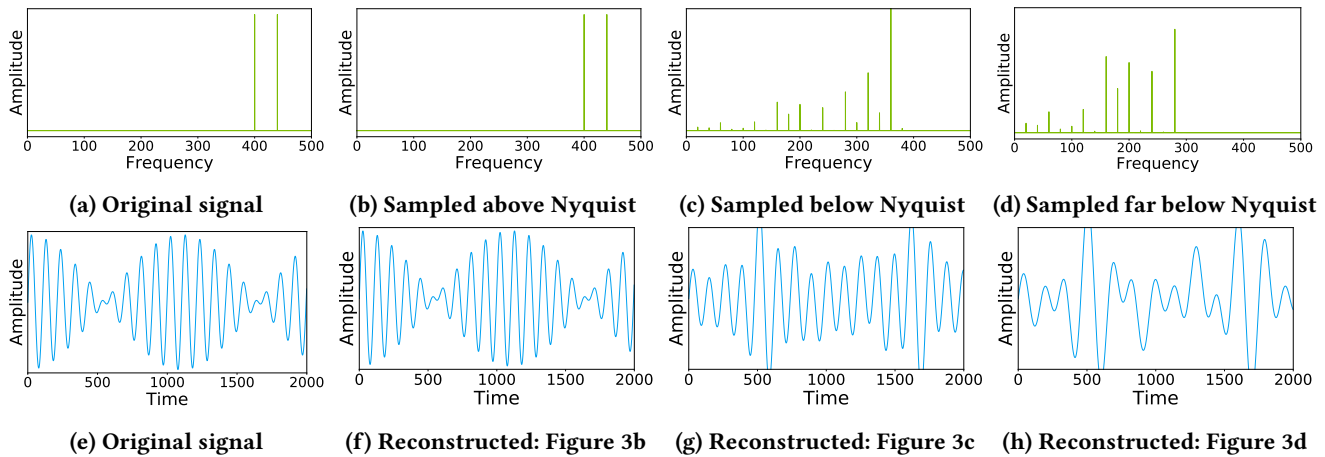 Amplitude
0 100 200 300 400 500
Frequency
(a) Original signal
Amplitude
0 100 200 300 400 500
Frequency
(b) Sampled above Nyquist
Amplitude
0 100 200 300 400 500
Frequency
(c) Sampled below Nyquist
Amplitude
0 100 200 300 400 500
Frequency
(d) Sampled far below Nyquist
Amplitude
0 500 1000 1500 2000
Time
(e) Original signal
Amplitude
0 500 1000 1500 2000
Time
(f) Reconstructed: Figure 3b
Amplitude
0 500 1000 1500 2000
Time
(g) Reconstructed: Figure 3c
Amplitude
0 500 1000 1500 2000
Time
(h) Reconstructed: Figure 3d